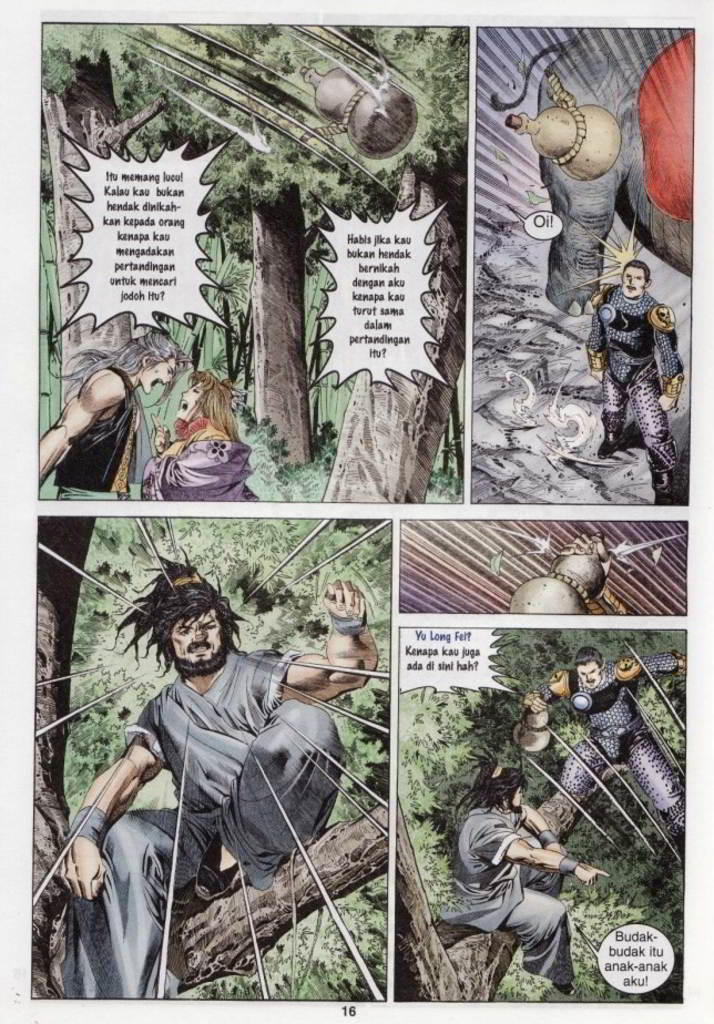 Itu memang lucu!
Kalau kau bukan
hendak dinikah-
kan kepada orang
kenapa kau
mengadakan
pertandingan
untuk mencari
jodoh itu?
Habis jika kau
bukan hendak
bernikah
dengan aku
kenapa kau
turut sama
dalam
pertandingan
itu?
Oi!
Yu Long Fei?
Kenapa kau juga
ada di sini hah?
Budak-
budak itu
anak-anak
aku!
16